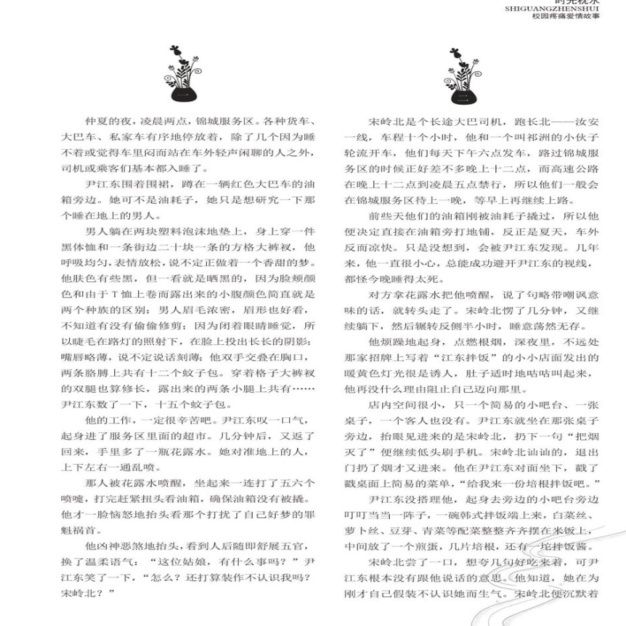 时光枕水
SHIGUANGZHENSHUI
校园疼痛爱情故事
仲夏的夜，凌晨两点，锦城服务区。各种货车、
大巴车、私家车有序地停放着，除了几个因为睡
不着或觉得车里闷而站在车外轻声闲聊的人之外，
司机或乘客们基本都入睡了。
尹江东围着围裙，蹲在一辆红色大巴车的油
箱旁边。她可不是油耗子，她只是想研究一下那
个睡在地上的男人。
男人躺在两块塑料泡沫地垫上，身上穿一件
黑体恤和一条街边二十块一条的方格大裤衩，他
呼吸均匀，表情放松，说不定正做着一个香甜的梦。
他肤色有些黑，但一看就是晒黑的，因为脸颊颜
色和由于T恤上卷而露出来的小腹颜色简直就是
两个种族的区别；男人眉毛浓密，眉形也好看，
不知道有没有偷偷修剪；因为闭着眼睛睡觉，所
以睫毛在路灯的照射下，在脸上投出长长的阴影；
嘴唇略薄，说不定说话刻薄；他双手交叠在胸口，
两条胳膊上共有十二个蚊子包。穿着格子大裤衩
的双腿也算修长，露出来的两条小腿上共有……
尹江东数了一下，十五个蚊子包。
他的工作，一定很辛苦吧。尹江东叹一口气，
起身进了服务区里面的超市。几分钟后，又返了
回来，手里多了一瓶花露水。她对准地上的人，
上下左右一通乱喷。
那人被花露水喷醒，坐起来一连打了五六个
喷嚏，打完赶紧扭头看油箱，确保油箱没有被撬。
他才一脸恼怒地抬头看那个打扰了自己好梦的罪
魁祸首。
他凶神恶煞地抬头，看到人后随即舒展五官，
换了温柔语气：“这位姑娘，有什么事吗？”尹
江东笑了一下，“怎么？还打算装作不认识我吗？
宋岭北？”
宋岭北是个长途大巴司机，跑长北——汝安
一线，车程十个小时，他和一个叫祁洲的小伙子
轮流开车，他们每天下午六点发车，路过锦城服
务区的时候正好差不多晚上十二点，而高速公路
在晚上十二点到凌晨五点禁行，所以他们一般会
在锦城服务区待上一晚，等早上再继续上路。
前些天他们的油箱刚被油耗子撬过，所以他
便决定直接在油箱旁打地铺，反正是夏天，车外
反而凉快。只是没想到，会被尹江东发现。几年
来，他一直很小心，总能成功避开尹江东的视线，
都怪今晚睡得太死。
对方拿花露水把他喷醒，说了句略带嘲讽意
味的话，就转头走了。宋岭北愣了几分钟，又继
续躺下，然后辗转反侧半小时，睡意荡然无存。
他烦躁地起身，点燃根烟，深夜里，不远处
那家招牌上写着“江东拌饭”的小小店面发出的
暖黄色灯光很是诱人，肚子适时地咕咕叫起来，
他再没什么理由阻止自己迈向那里。
店内空间很小，只一个简易的小吧台、一张
桌子，一个客人也没有。尹江东就坐在那张桌子
旁边，抬眼见进来的是宋岭北，扔下一句“把烟
灭了”便继续低头刷手机。宋岭北讪讪的，退出
门扔了烟才又进来。他在尹江东对面坐下，戳了
戳桌面上简易的菜单，“给我来一份培根拌饭吧。”
尹江东没搭理他，起身去旁边的小吧台旁边
叮叮当当一阵子，一碗韩式拌饭端上来，白菜丝、
萝卜丝、豆芽、青菜等配菜整整齐齐摆在米饭上，
中间放了一个煎蛋，几片培根，还有一坨拌饭酱。
宋岭北尝了一口，想夸几句好吃来着，可尹
江东根本没有跟他说话的意思。他知道，她在为
刚才自己假装不认识她而生气。宋岭北便沉默着